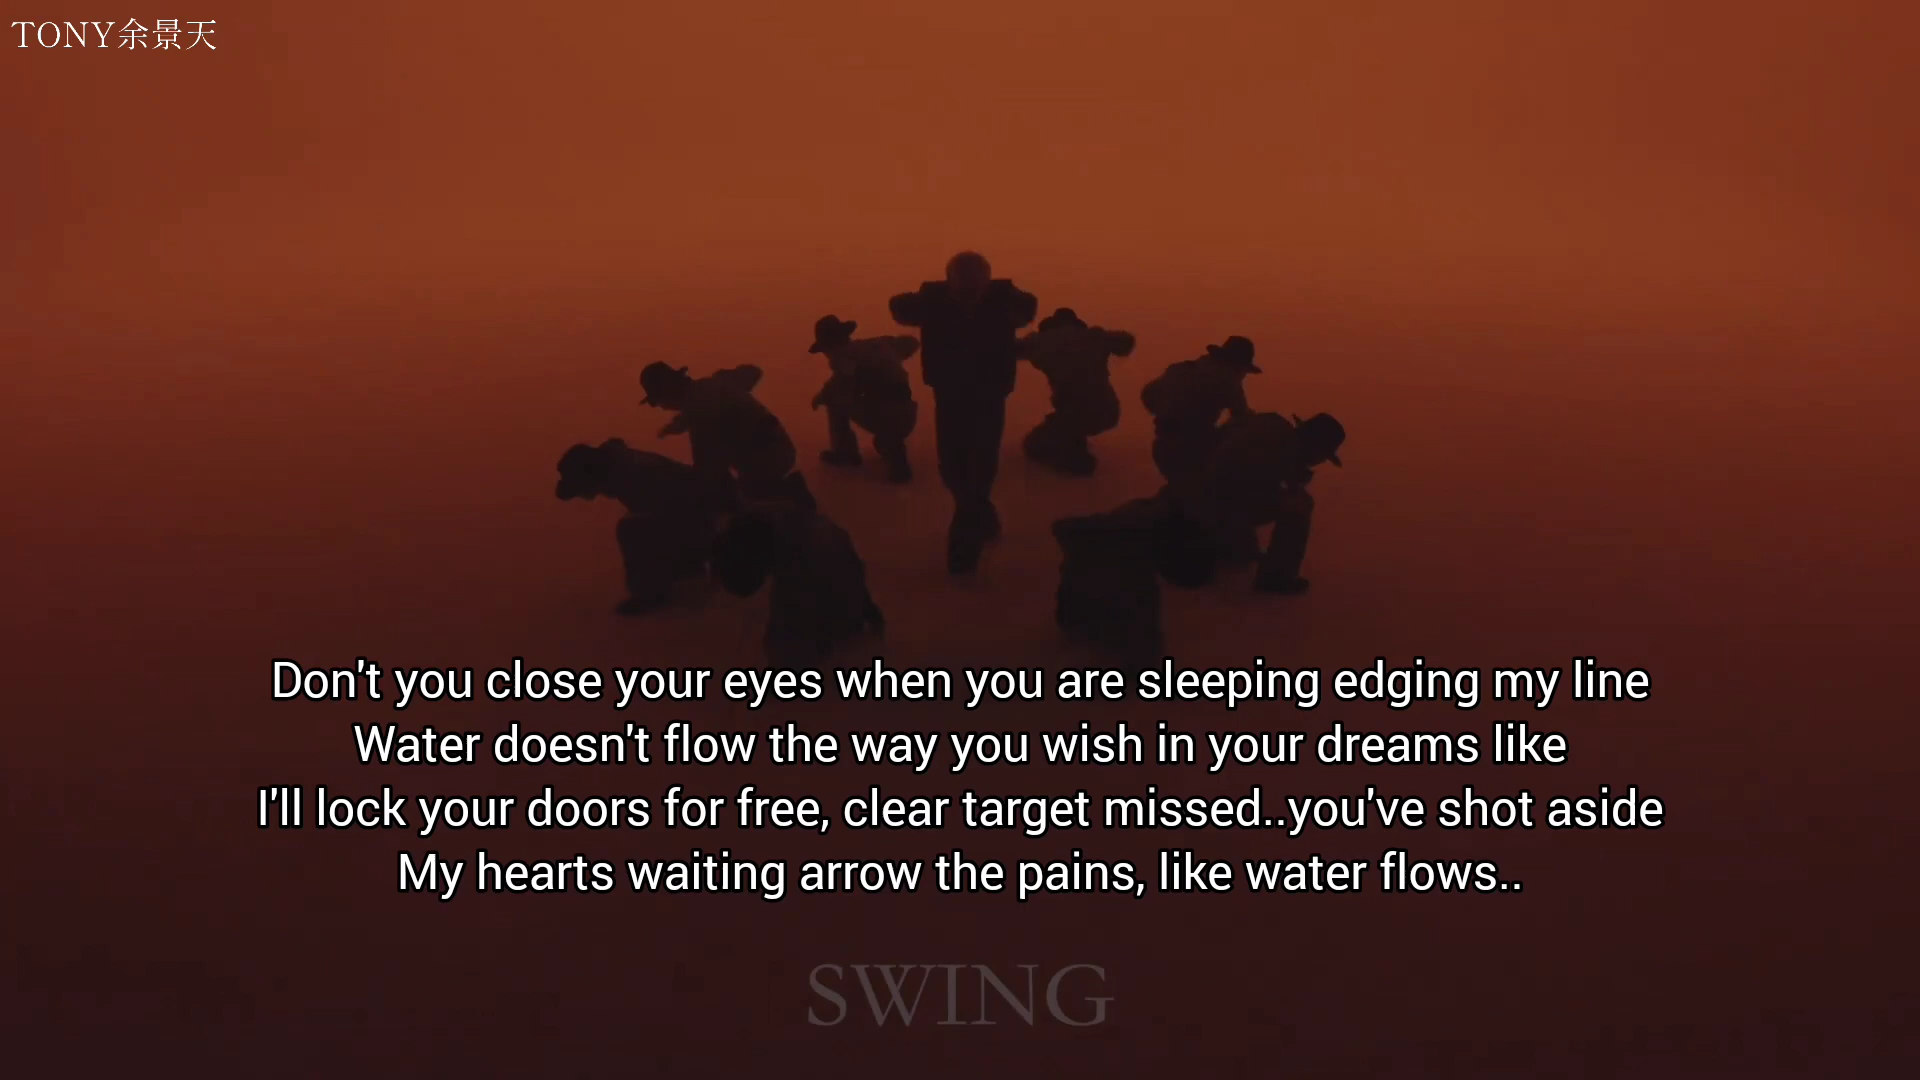 TONY余景天
Don't you close your eyes when you are sleeping edging my line
Water doesn't flow the way you wish in your dreams like
I'll lock your doors for free, clear target missed..you've shot aside
My hearts waiting arrow the pains, like water flows..
SWING